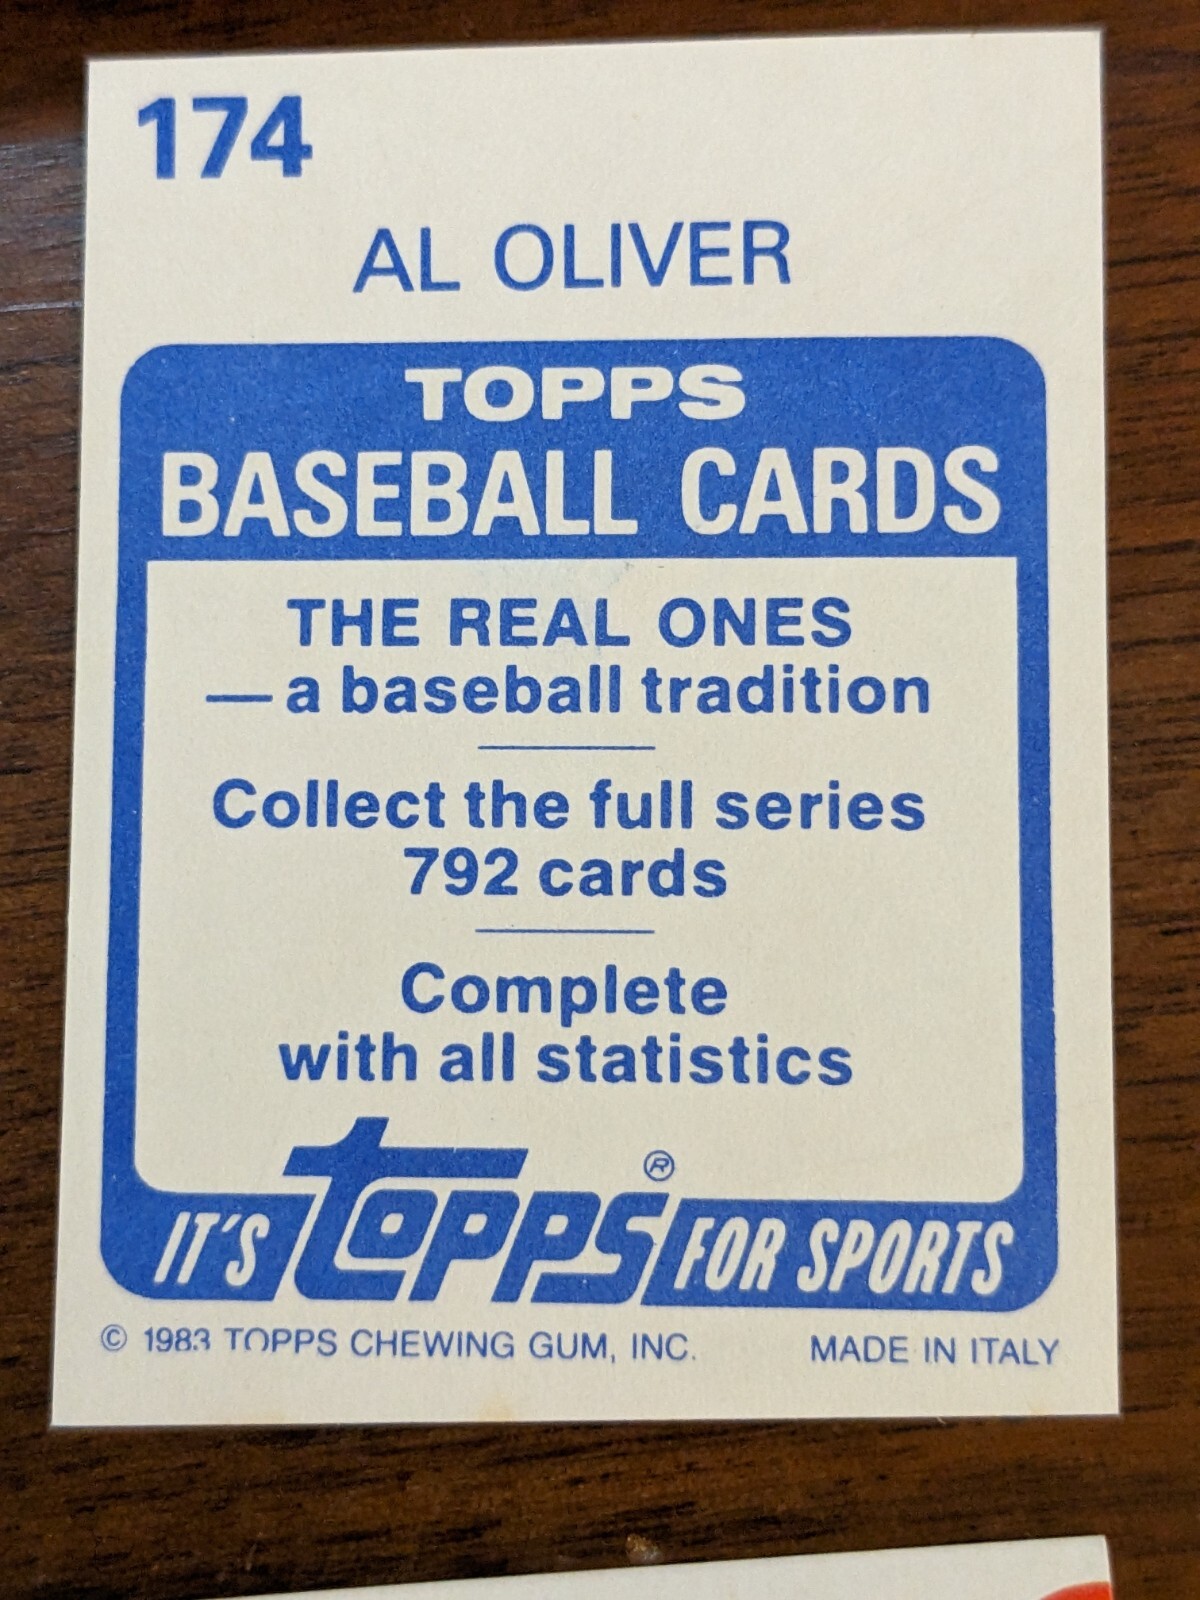 174
AL OLIVER
TOPPS
BASEBALL CARDS
THE REAL ONES
— a baseball tradition
Collect the full series
792 cards
Complete
with all statistics
IT'S TOPPS® FOR SPORTS
© 1983 TOPPS CHEWING GUM, INC. MADE IN ITALY